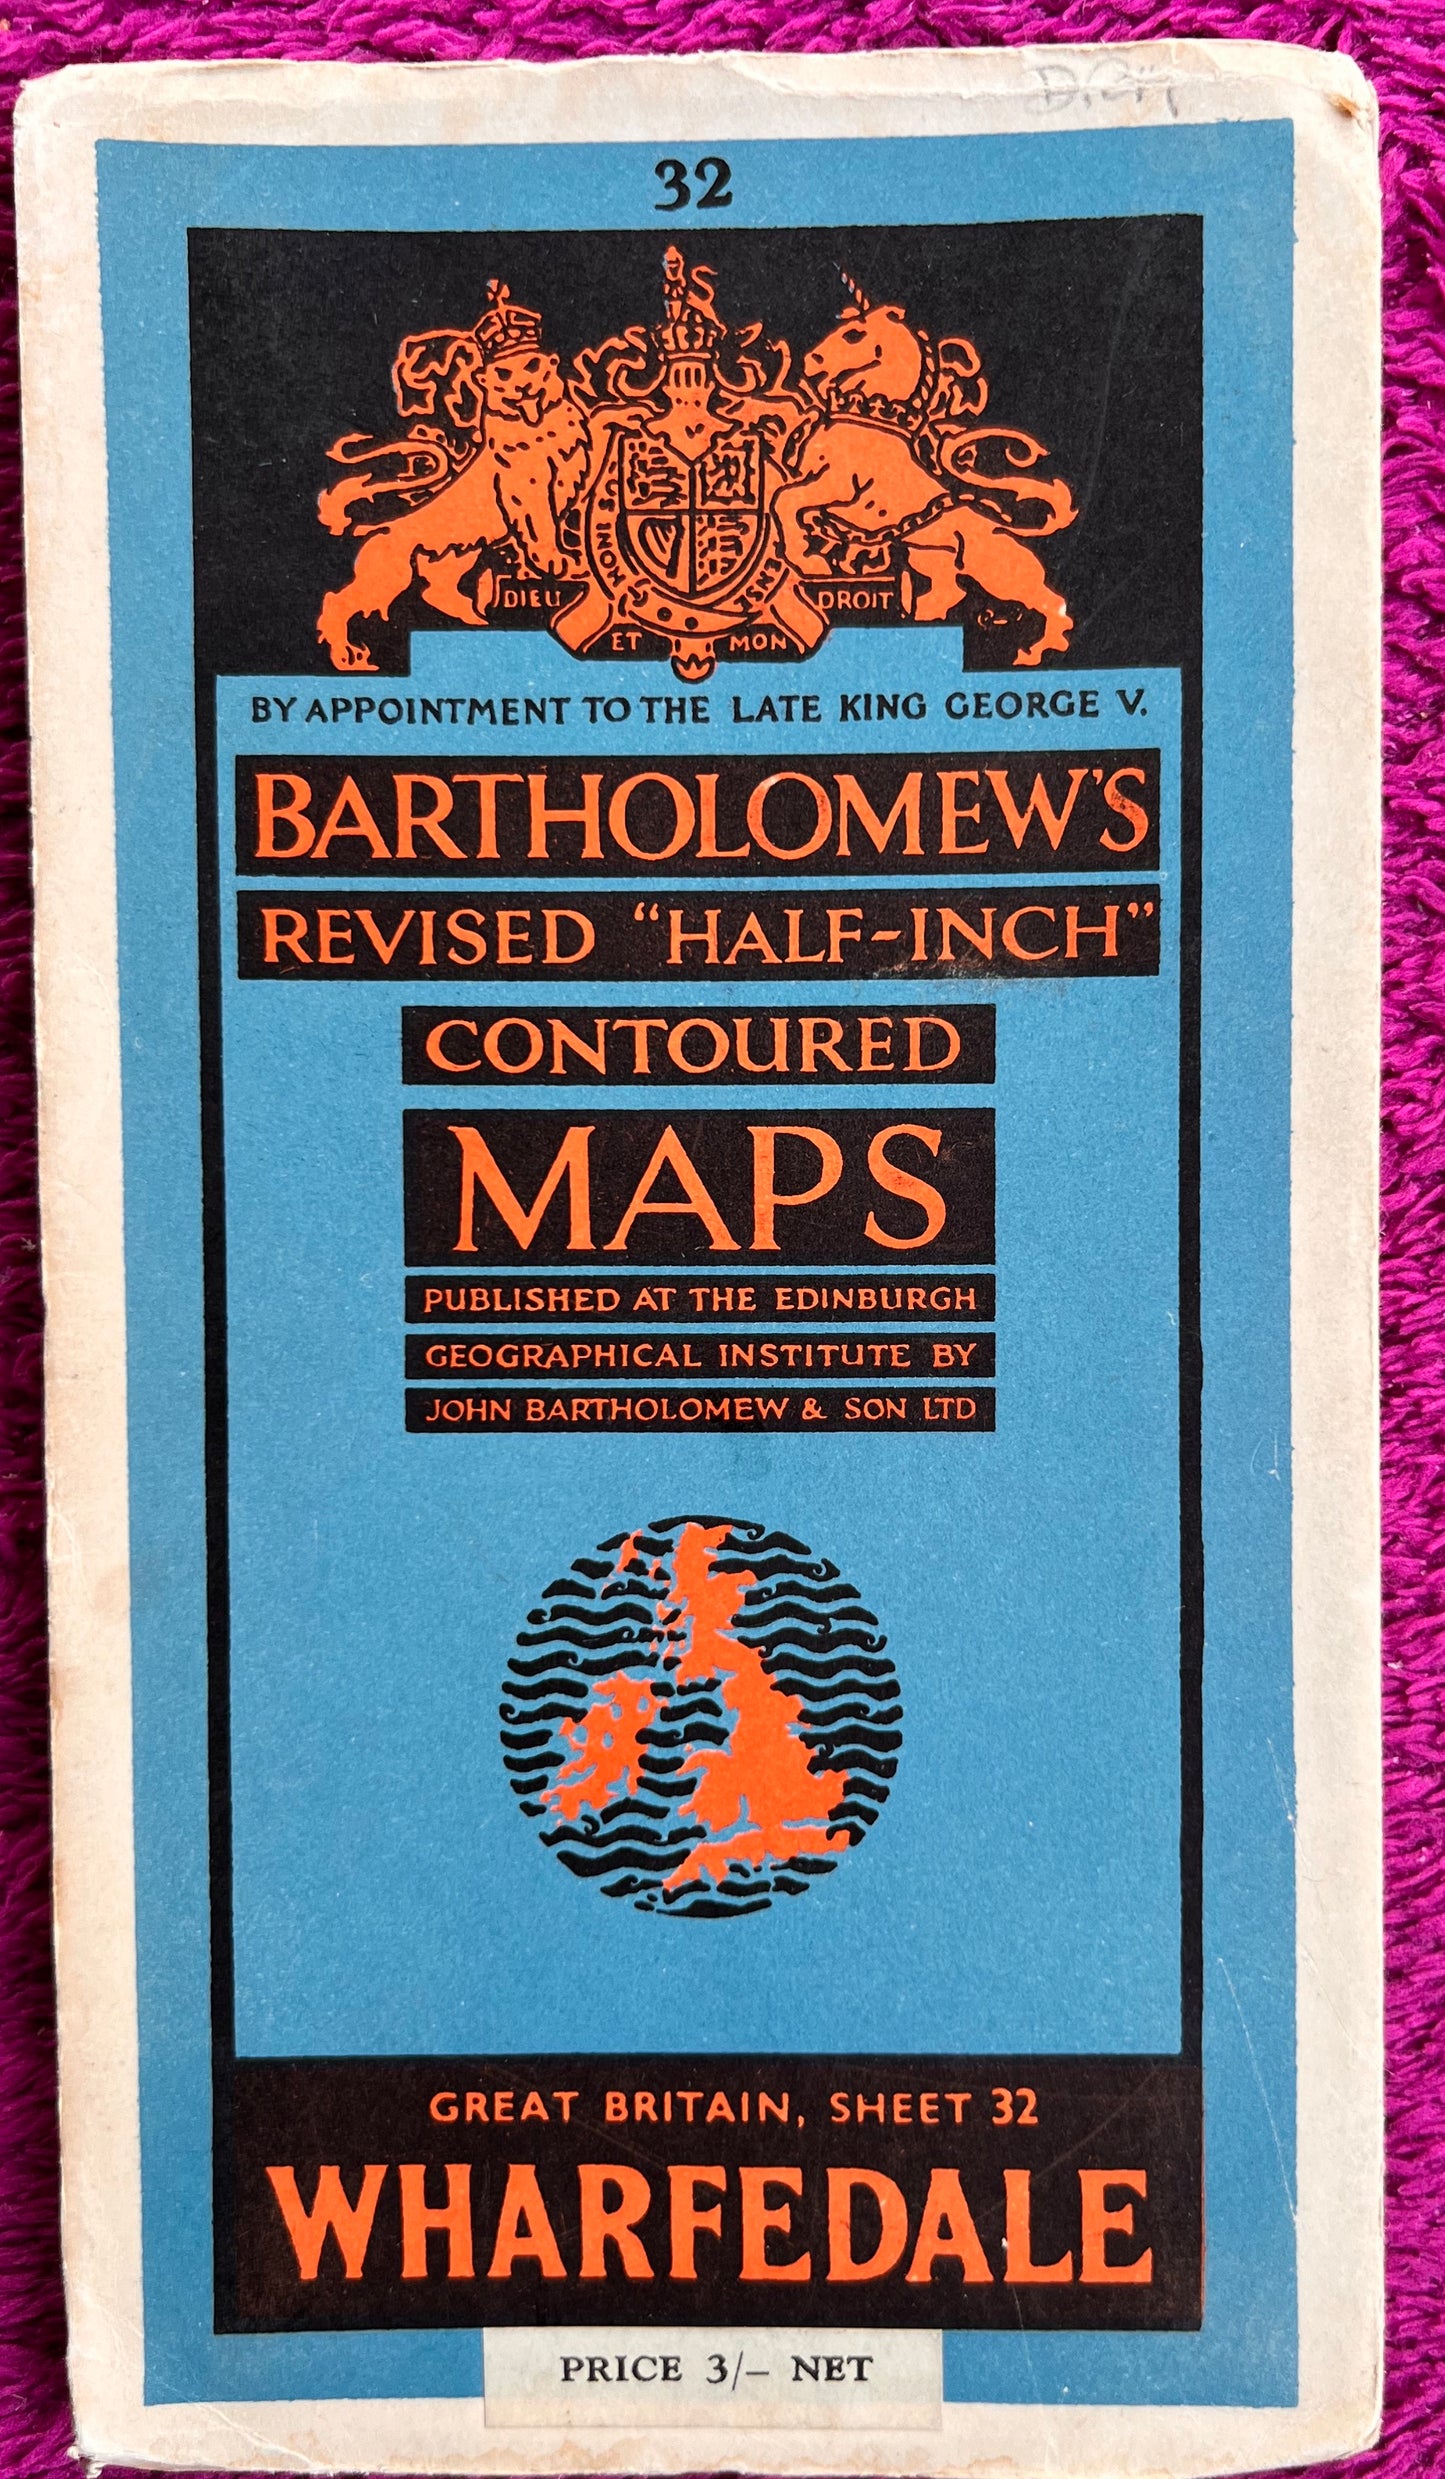 32
DIEU
DROIT
ET MON
BY APPOINTMENT TO THE LATE KING GEORGE V.
BARTHOLOMEW'S
REVISED "HALF-INCH"
CONTOURED
MAPS
PUBLISHED AT THE EDINBURGH
GEOGRAPHICAL INSTITUTE BY
JOHN BARTHOLOMEW & SON LTD
GREAT BRITAIN, SHEET 32
WHARFEDALE
PRICE 3/- NET